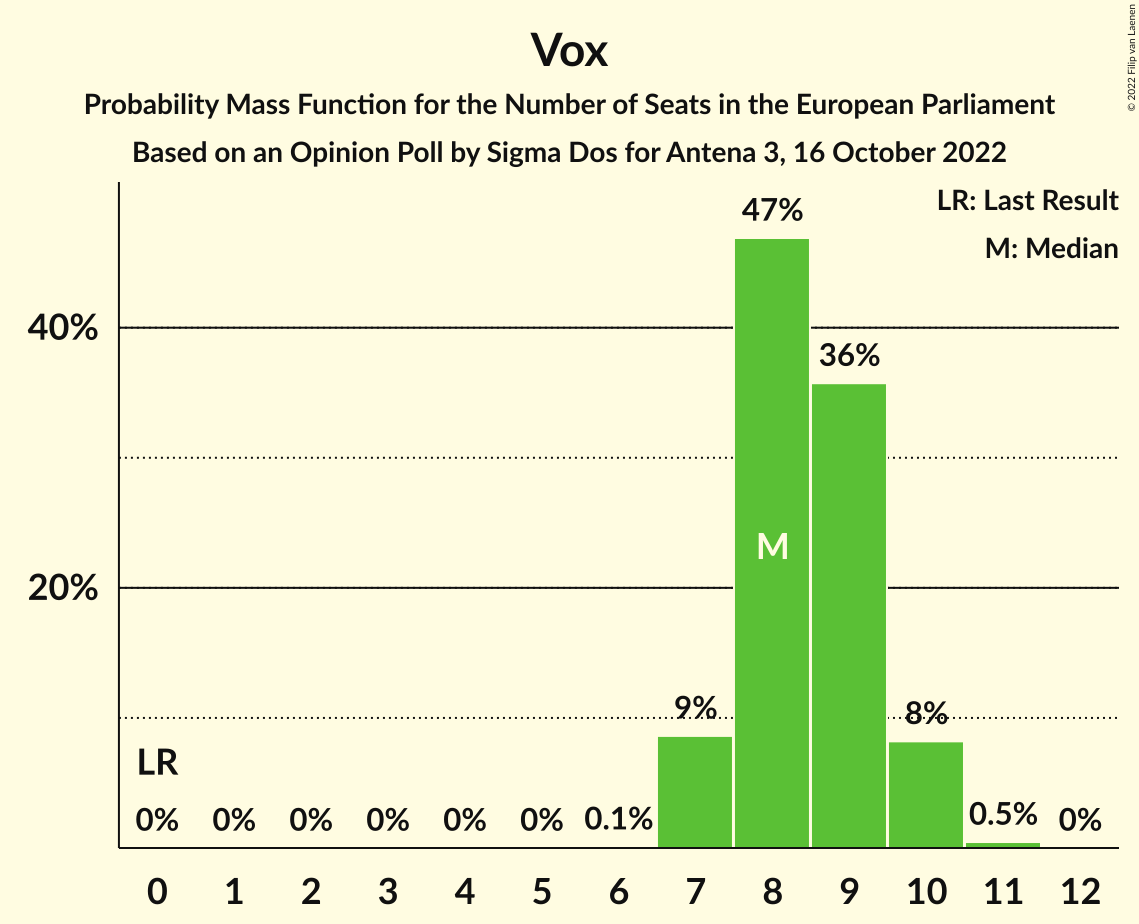 Vox
Probability Mass Function for the Number of Seats in the European Parliament
Based on an Opinion Poll by Sigma Dos for Antena 3, 16 October 2022
© 2022 Filip van Laenen
LR: Last Result
M: Median
47%
40%
36%
M
20%
9%
8%
LR
0% 0% 0% 0% 0% 0% 0.1% 0.5% 0%
0 1 2 3 4 5 6 7 8 9 10 11 12